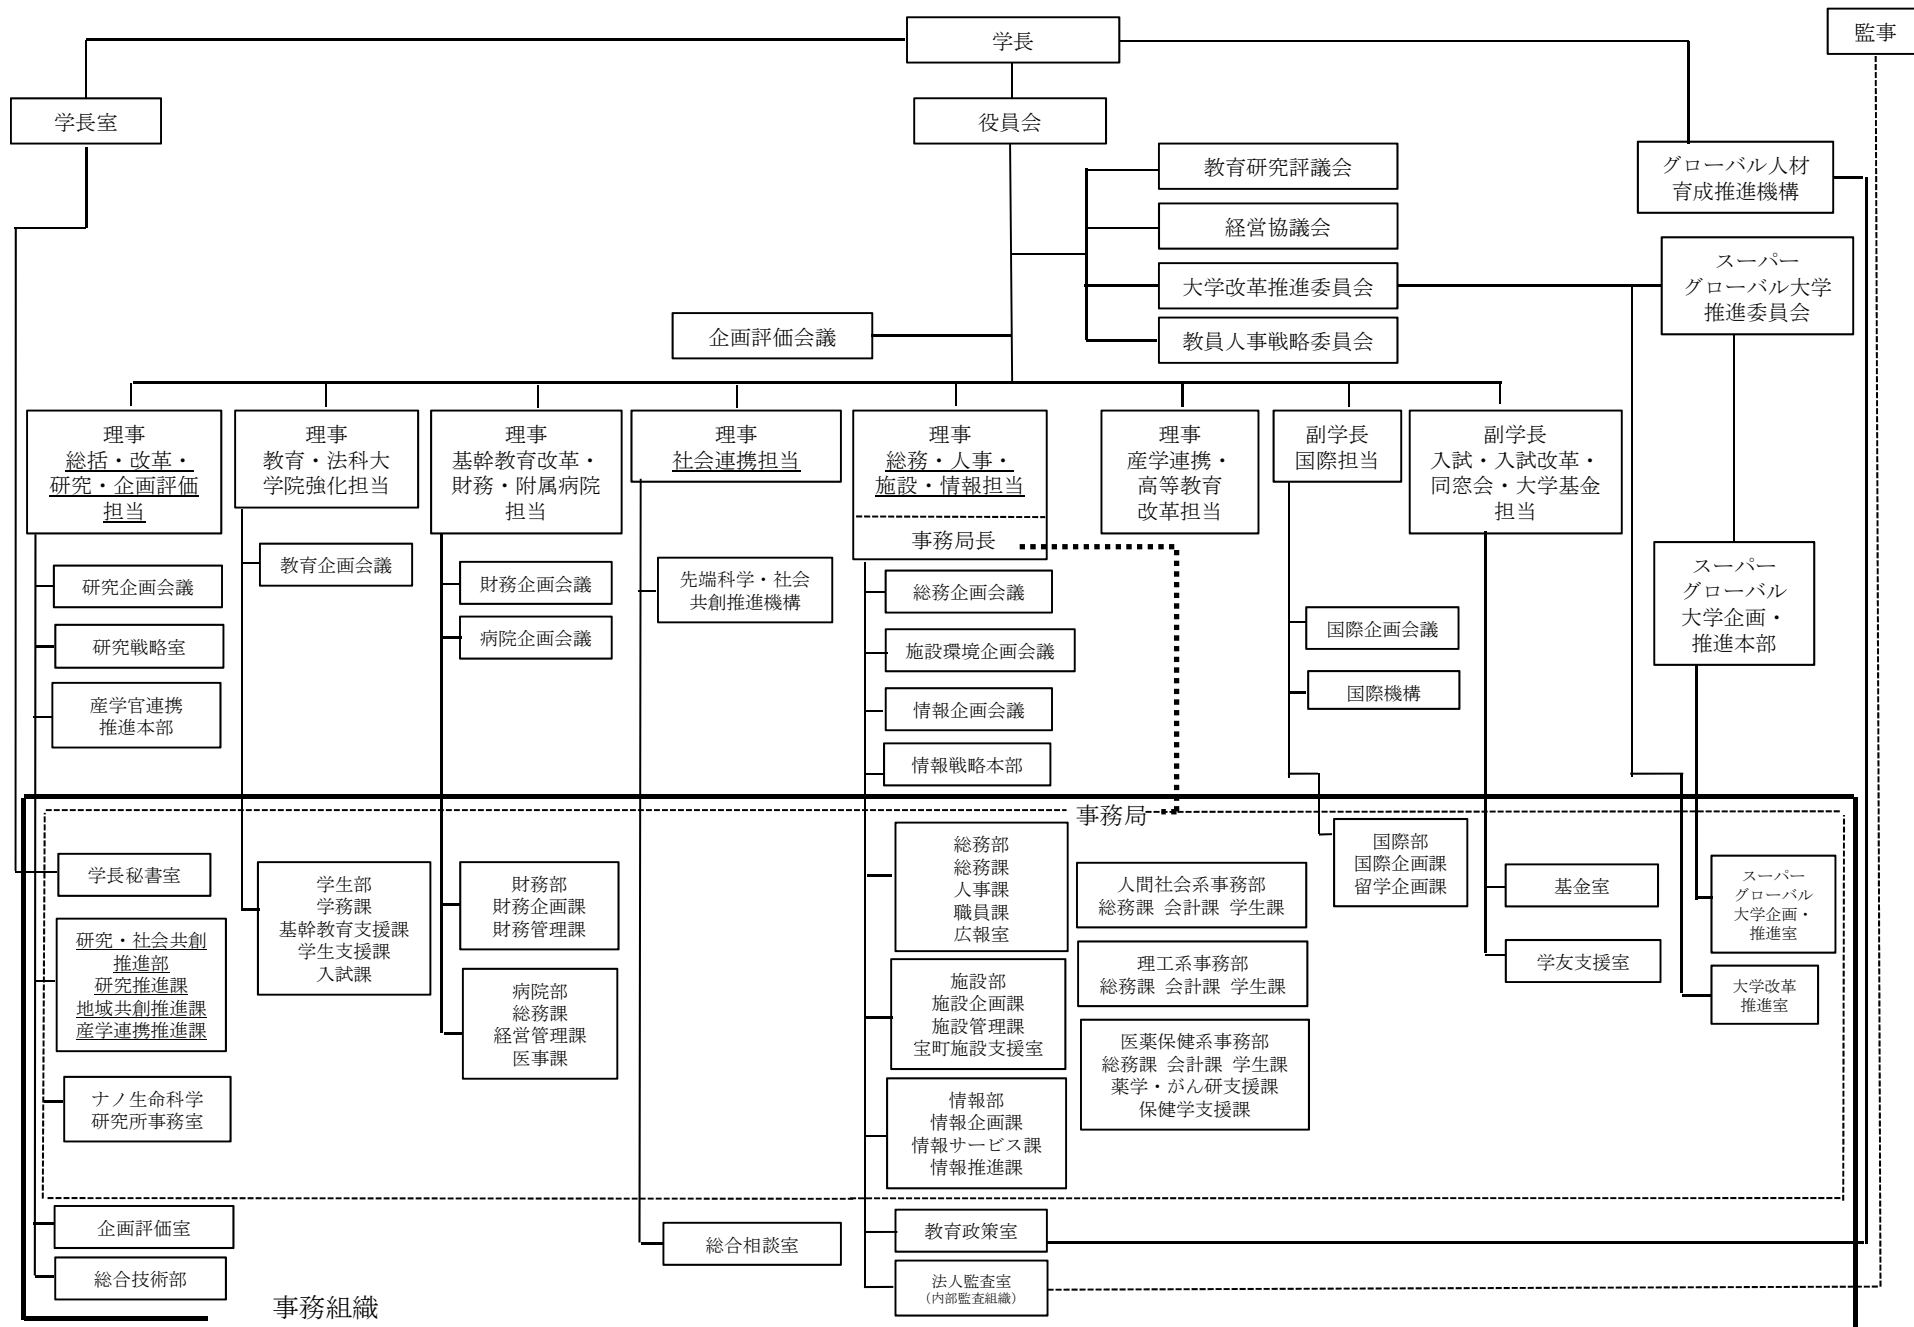 学長
監事
学長室
役員会
教育研究評議会
グローバル人材
育成推進機構
経営協議会
大学改革推進委員会
スーパー
グローバル大学
推進委員会
企画評価会議
教員人事戦略委員会
理事
総括・改革・
研究・企画評価
担当
理事
教育・法科大
学院強化担当
理事
基幹教育改革・
財務・附属病院
担当
理事
社会連携担当
理事
総務・人事・
施設・情報担当
事務局長
理事
産学連携・
高等教育
改革担当
副学長
国際担当
副学長
入試・入試改革・
同窓会・大学基金
担当
研究企画会議
研究戦略室
産学官連携
推進本部
教育企画会議
財務企画会議
病院企画会議
先端科学・社会
共創推進機構
総務企画会議
施設環境企画会議
情報企画会議
情報戦略本部
国際企画会議
国際機構
スーパー
グローバル
大学企画・
推進本部
事務局
学長秘書室
研究・社会共創
推進部
研究推進課
地域共創推進課
産学連携推進課
ナノ生命科学
研究所事務室
学生部
学務課
基幹教育支援課
学生支援課
入試課
財務部
財務企画課
財務管理課
病院部
総務課
経営管理課
医事課
総務部
総務課
人事課
職員課
広報室
施設部
施設企画課
施設管理課
宝町施設支援室
情報部
情報企画課
情報サービス課
情報推進課
人間社会系事務部
総務課 会計課 学生課
理工系事務部
総務課 会計課 学生課
医薬保健系事務部
総務課 会計課 学生課
薬学・がん研支援課
保健学支援課
国際部
国際企画課
留学企画課
基金室
学友支援室
スーパー
グローバル
大学企画・
推進室
大学改革
推進室
企画評価室
総合技術部
総合相談室
教育政策室
法人監査室
（内部監査組織）
事務組織